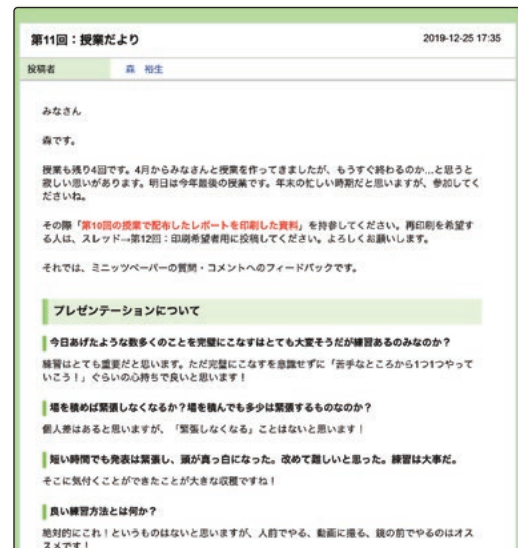 第11回：授業だより
2019-12-25 17:35
投稿者 森 裕生
みなさん
森です。
授業も残り4回です。4月からみなさんと授業を作ってきましたが、もうすぐ終わるのか…と思うと
寂しい思いがあります。明日は今年最後の授業です。年末の忙しい時期だと思いますが、参加してく
ださいね。
その際「第10回の授業で配布したレポートを印刷した資料」を持参してください。再印刷を希望す
る人は、スレッド→第12回：印刷希望者用に投稿してください。よろしくお願いします。
それでは、ミニッツペーパーの質問・コメントへのフィードバックです。
プレゼンテーションについて
今日あげたような数多くのことを完璧にこなすはとても大変そうだが練習あるのみなのか？
練習はとても重要だと思います。ただ完璧にこなすを意識せずに「苦手なところから1つ1つやって
いこう！」ぐらいの心持ちで良いと思います！
場を積めば緊張しなくなるか？場を積んでも多少は緊張するものなのか？
個人差はあると思いますが、「緊張しなくなる」ことはないと思います！
短い時間でも発表は緊張し、頭が真っ白になった。改めて難しいと思った。練習は大事だ。
そこに気付くことができたことが大きな収穫ですね！
良い練習方法とは何か？
絶対的にこれ！というものはないと思いますが、人前でやる、動画に撮る、鏡の前でやるのはオス
スメです！